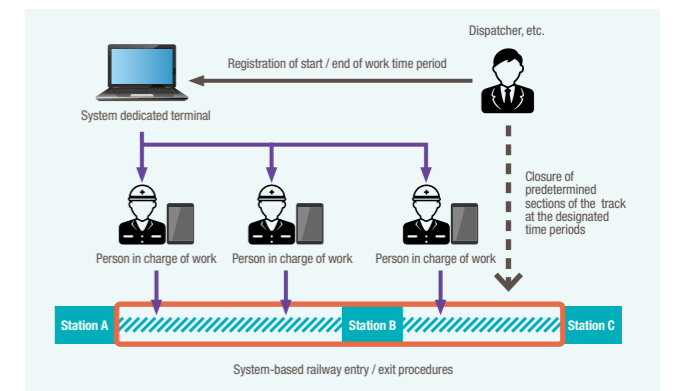 Dispatcher, etc.
Registration of start / end of work time period
System dedicated terminal
Closure of
predetermined
sections of the track
at the designated
time periods
Person in charge of work
Person in charge of work
Person in charge of work
Station A
Station B
Station C
System-based railway entry / exit procedures